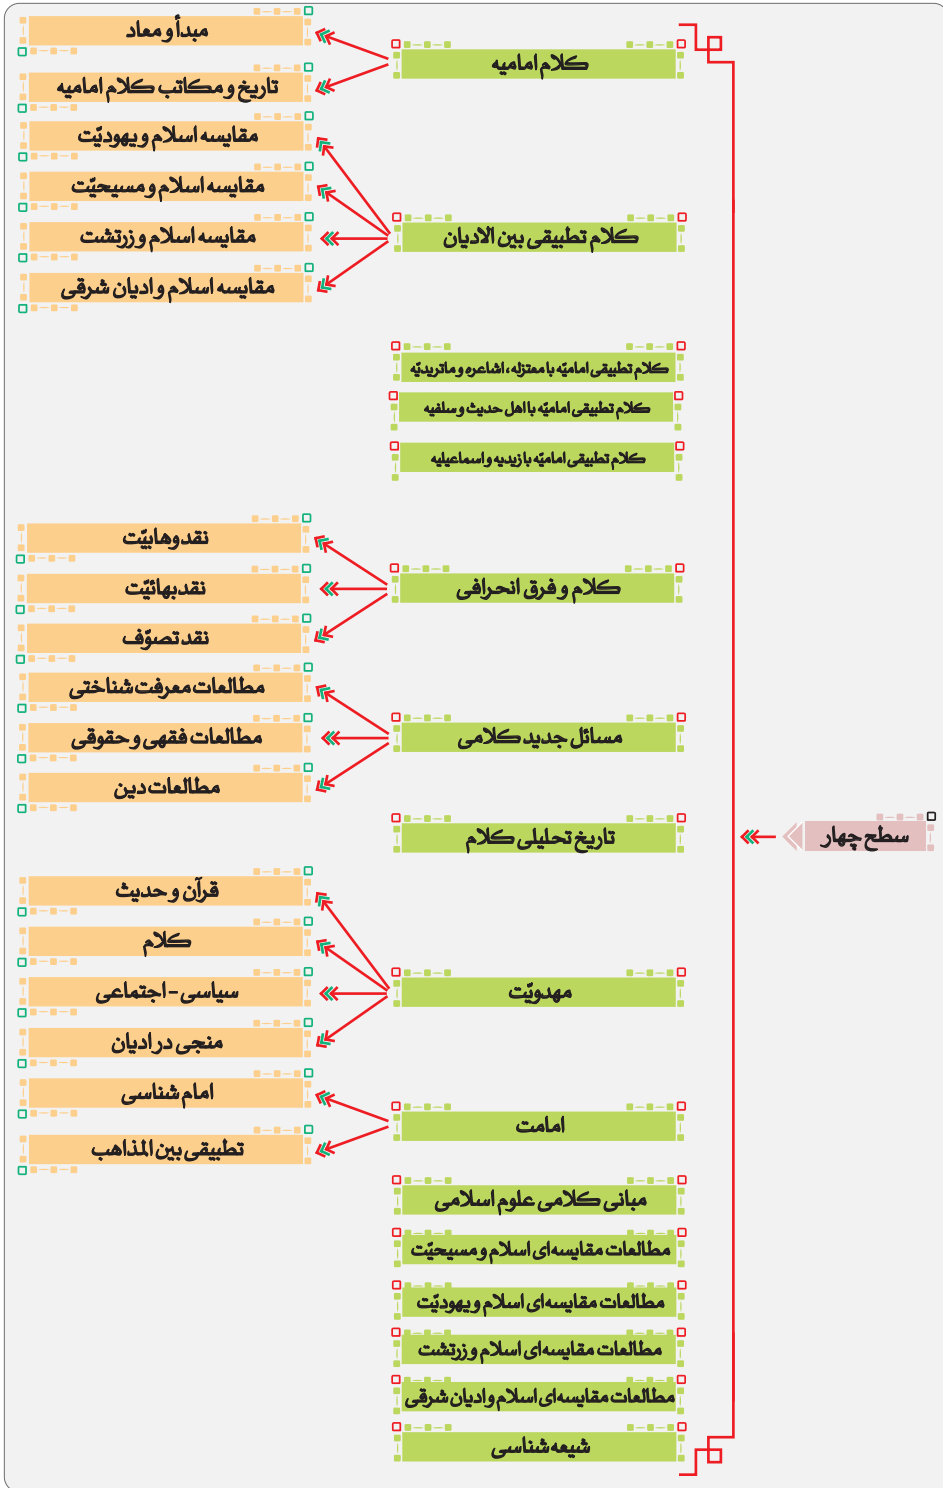 سطح چهار
کلام امامیه
مبدأ و معاد
تاریخ و مکاتب کلام امامیه
کلام تطبیقی بین الادیان
مقایسه اسلام و یهودیّت
مقایسه اسلام و مسیحیّت
مقایسه اسلام و زرتشت
مقایسه اسلام و ادیان شرقی
کلام تطبیقی امامیّه با معتزله، اشاعره و ماتریدیّه
کلام تطبیقی امامیّه با اهل حدیث و سلفیه
کلام تطبیقی امامیّه با زیدیه و اسماعیلیه
کلام و فرق انحرافی
نقد وهابیّت
نقد بهائیّت
نقد تصوّف
مسائل جدید کلامی
مطالعات معرفت شناختی
مطالعات فقهی و حقوقی
مطالعات دین
تاریخ تحلیلی کلام
مهدویّت
قرآن و حدیث
کلام
سیاسی - اجتماعی
منجی در ادیان
امامت
امام شناسی
تطبیقی بین المذاهب
مبانی کلامی علوم اسلامی
مطالعات مقایسه‌ای اسلام و مسیحیّت
مطالعات مقایسه‌ای اسلام و یهودیّت
مطالعات مقایسه‌ای اسلام و زرتشت
مطالعات مقایسه‌ای اسلام و ادیان شرقی
شیعه شناسی